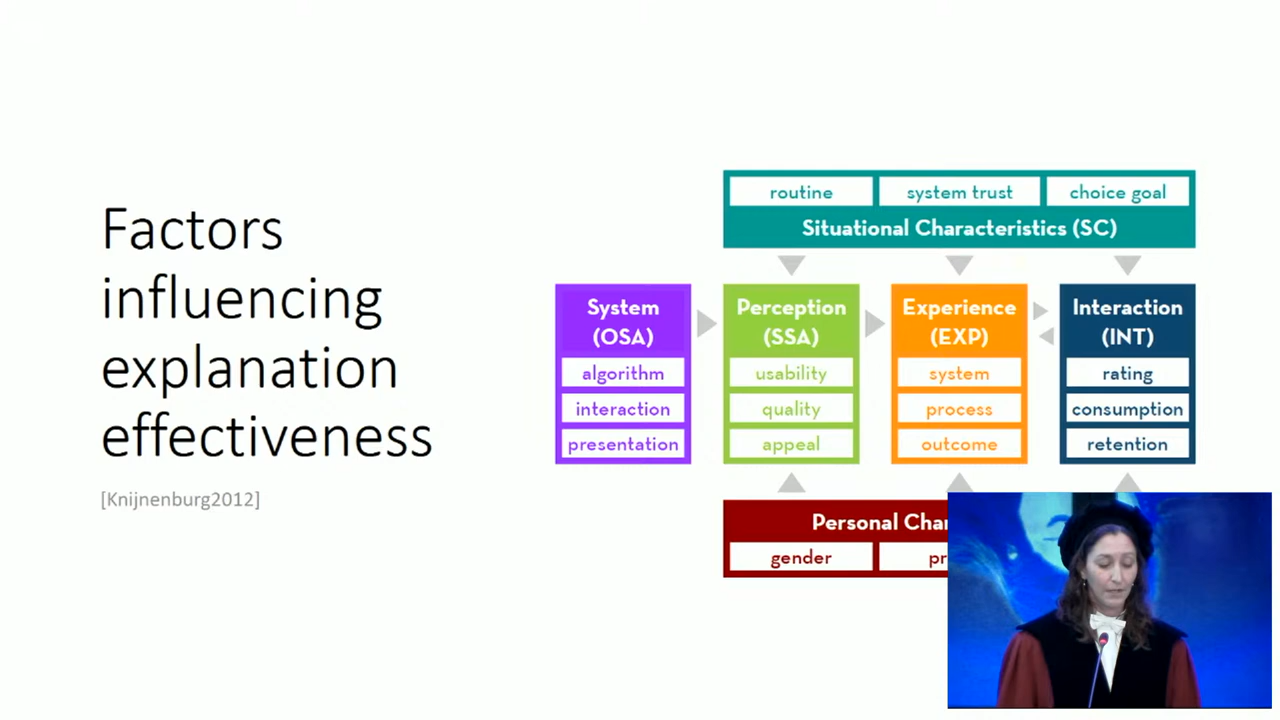 Factors
influencing
explanation
effectiveness
[Knijnenburg2012]
routine
system trust
choice goal
Situational Characteristics (SC)
System
(OSA)
algorithm
interaction
presentation
Perception
(SSA)
usability
quality
appeal
Experience
(EXP)
system
process
outcome
Interaction
(INT)
rating
consumption
retention
Personal
gender